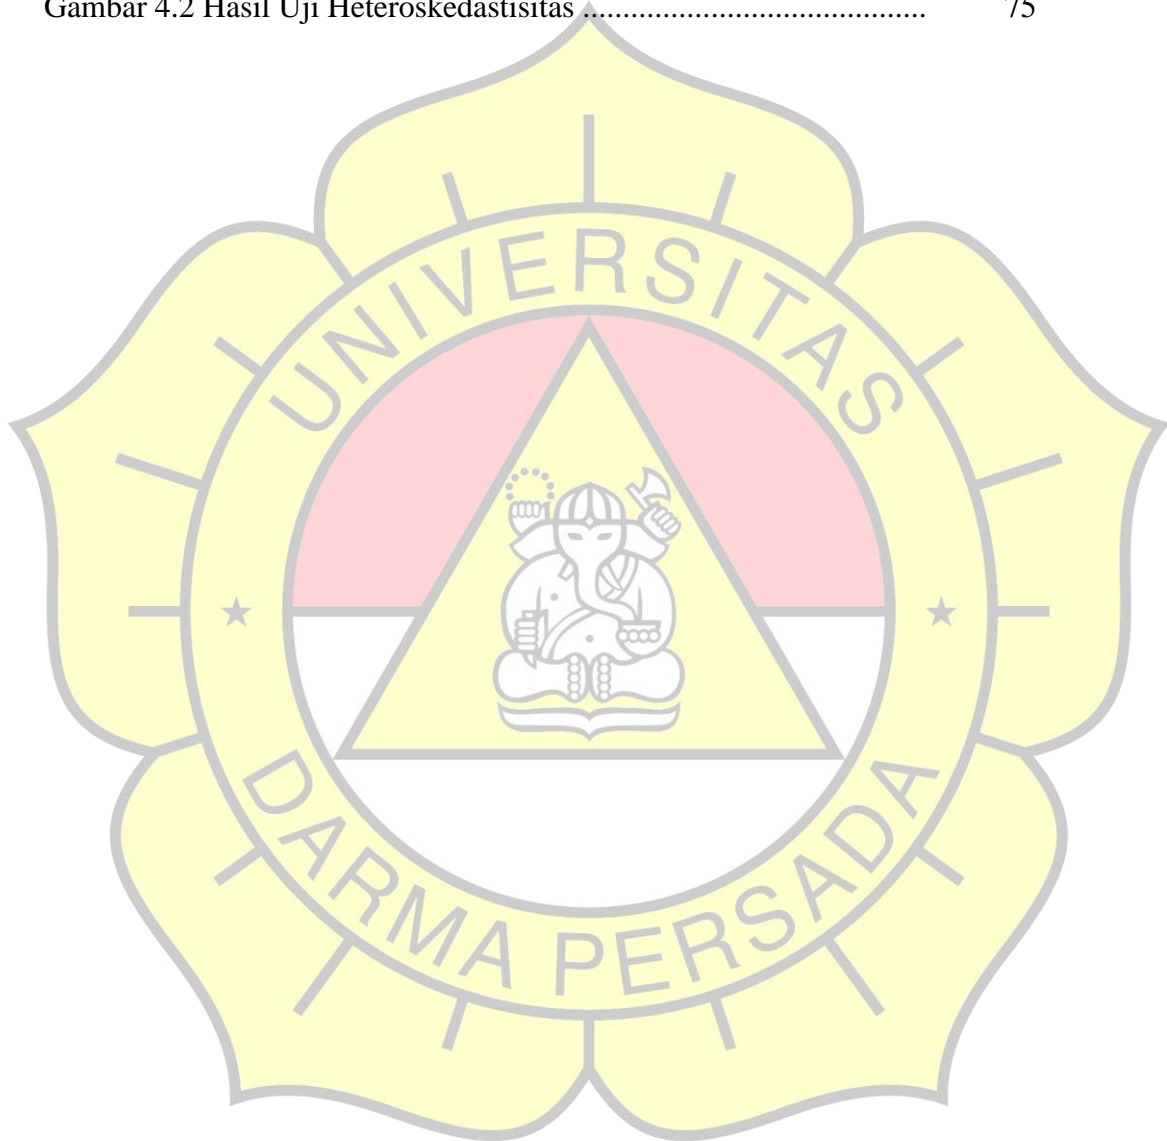 Gambar 4.2 Hasil Uji Heteroskedastisitas .......................................... 75
UNIVERSITAS
DARMA PERSADA